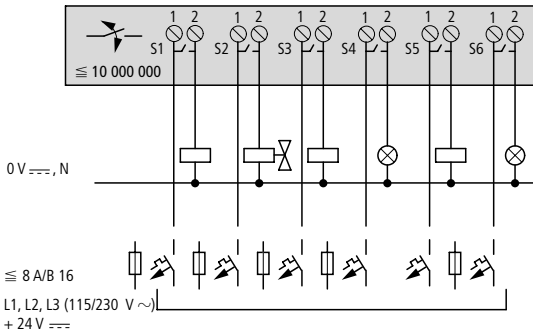 1 2 1 2 1 2 1 2 1 2 1 2
S1 S2 S3 S4 S5 S6
≦ 10 000 000
0 V ⎓, N
≦ 8 A/B 16
L1, L2, L3 (115/230 V ~)
+ 24 V ⎓